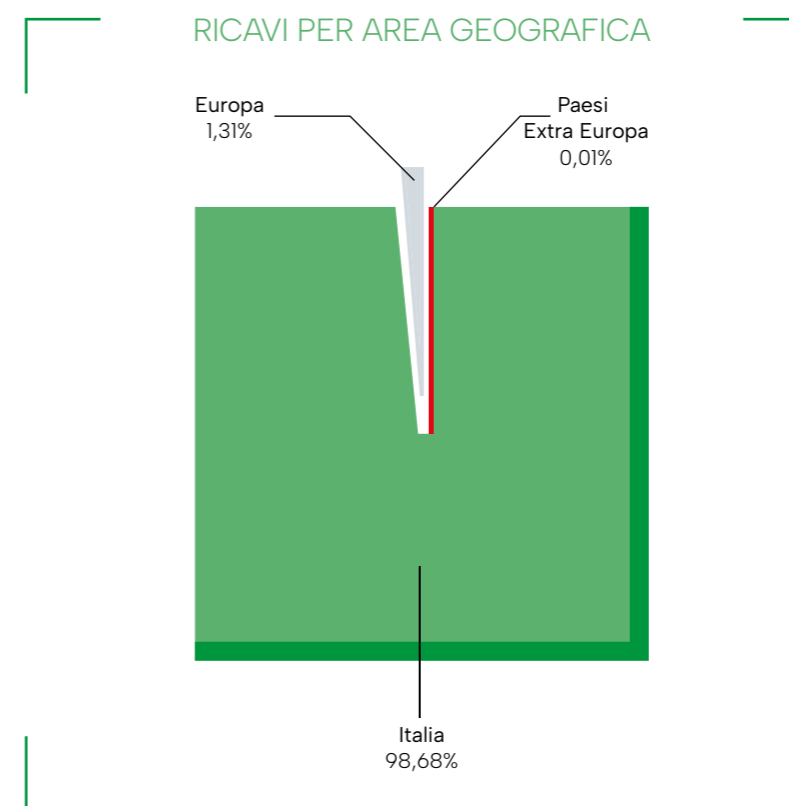 RICAVI PER AREA GEOGRAFICA
Europa
1,31%
Paesi
Extra Europa
0,01%
Italia
98,68%